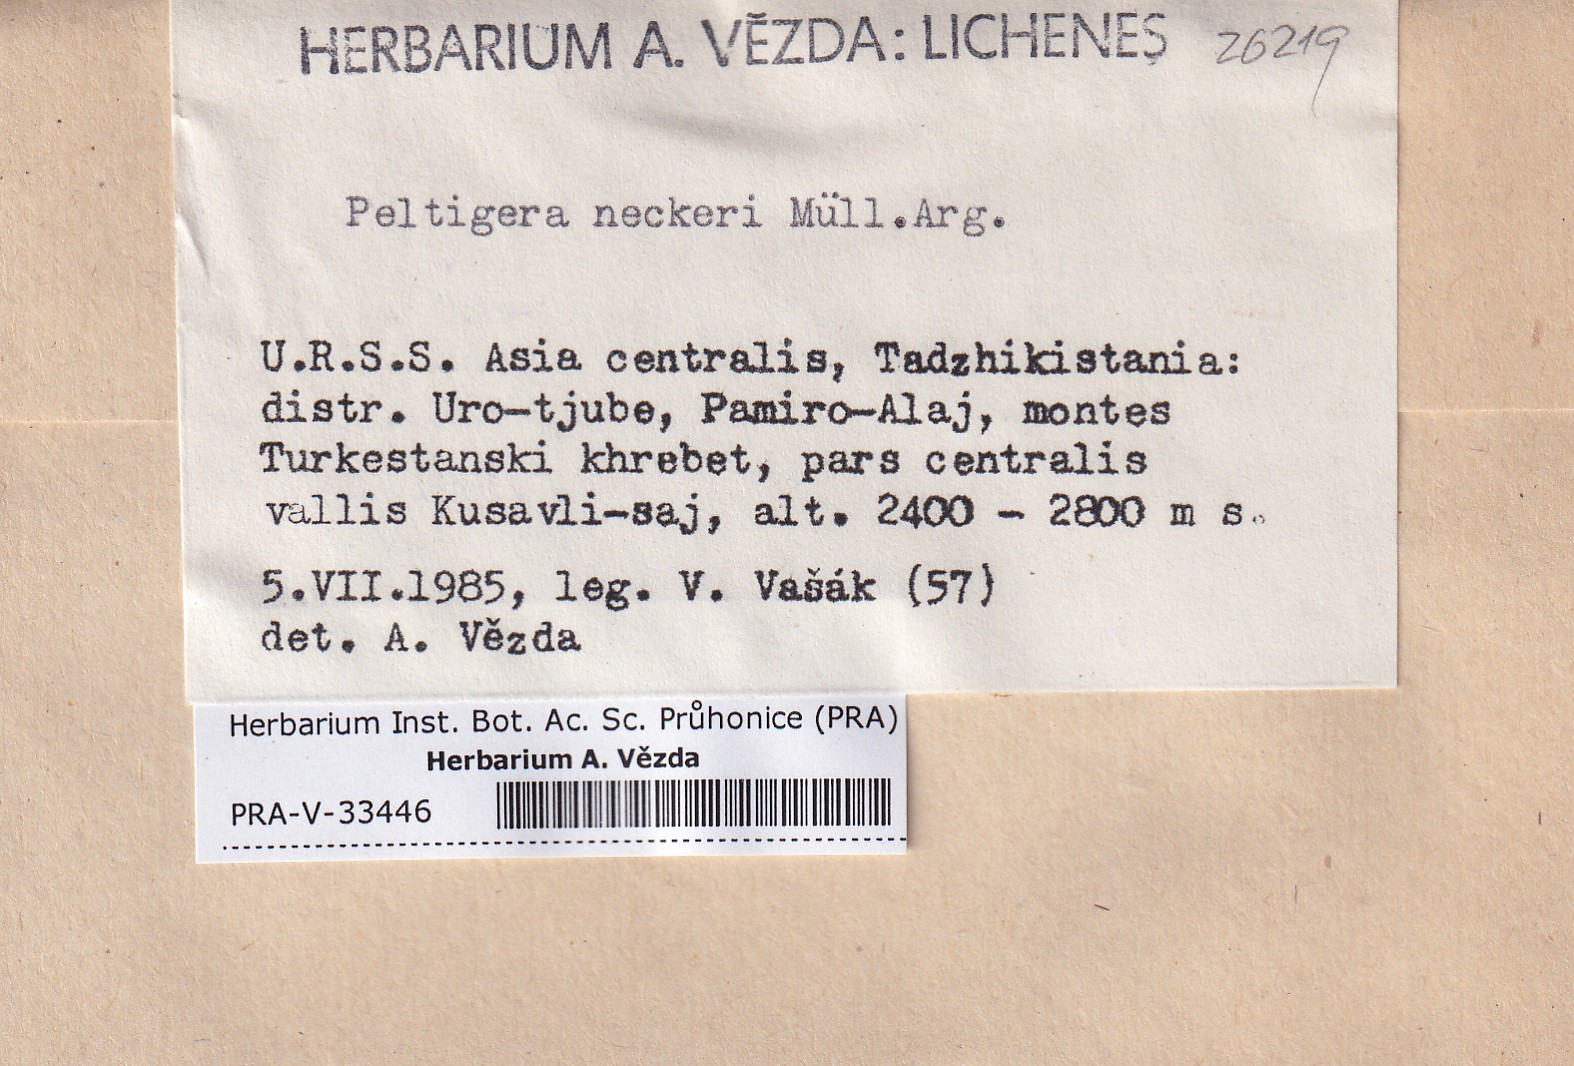 HERBARIUM A. VĚZDA: LICHENES 26219
Peltigera neckeri Müll.Arg.
U.R.S.S. Asia centralis, Tadzhikistania:
distr. Uro-tjube, Pamiro-Alaj, montes
Turkestanski khrebet, pars centralis
vallis Kusavli-saj, alt. 2400 - 2800 m s.
5.VII.1985, leg. V. Vašák (57)
det. A. Vězda
Herbarium Inst. Bot. Ac. Sc. Průhonice (PRA)
Herbarium A. Vězda
PRA-V-33446